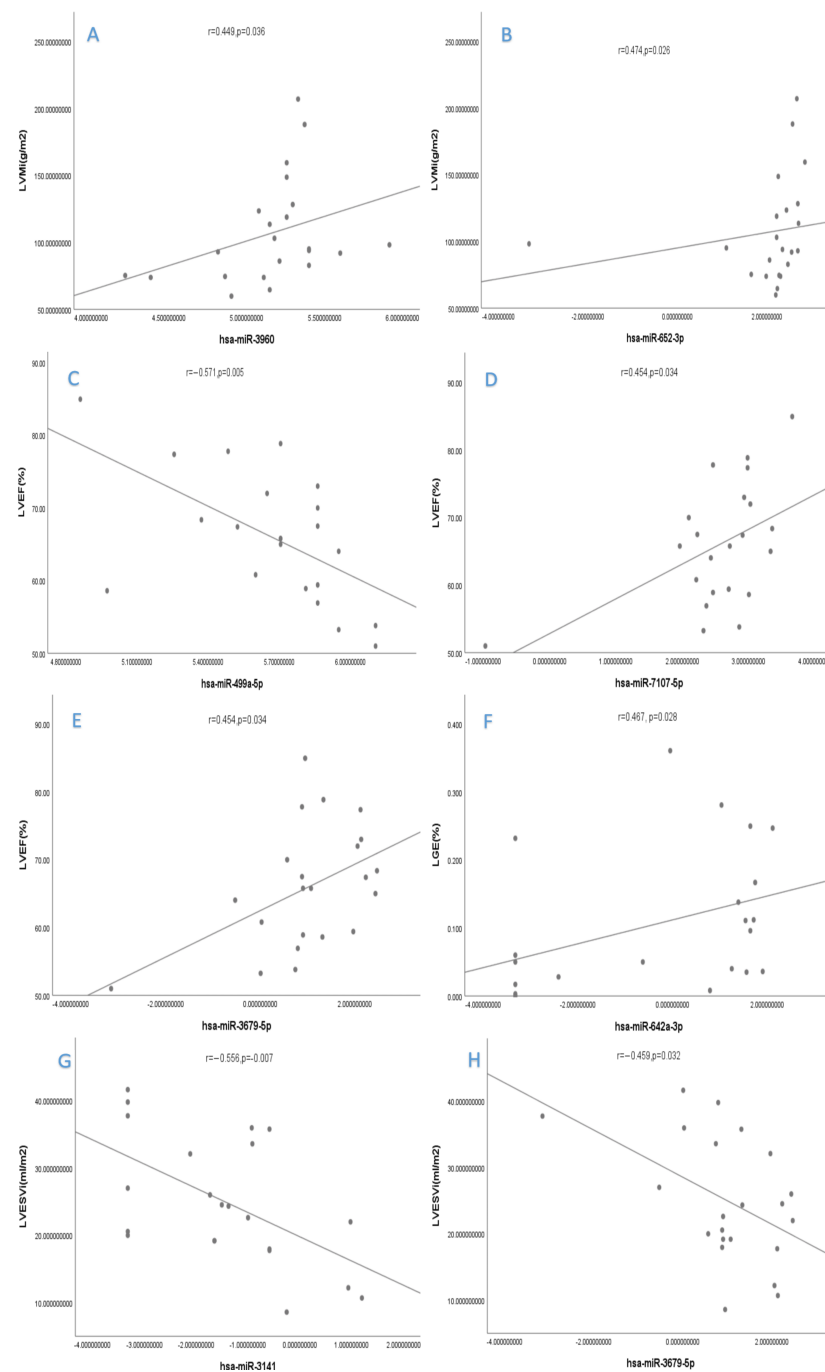 A
r=0.449,p=0.036
250.00000000
200.00000000
150.00000000
100.00000000
50.00000000
LVMi(g/m2)
4.000000000 4.500000000 5.000000000 5.500000000 6.000000000
hsa-miR-3960
B
r=0.474,p=0.026
250.00000000
200.00000000
150.00000000
100.00000000
50.00000000
LVMi(g/m2)
-4.00000000 -2.00000000 0.00000000 2.00000000
hsa-miR-652-3p
C
r=−0.571,p=0.005
90.00
80.00
70.00
60.00
50.00
LVEF(%)
4.800000000 5.100000000 5.400000000 5.700000000 6.000000000
hsa-miR-499a-5p
D
r=0.454,p=0.034
90.00
80.00
70.00
60.00
50.00
LVEF(%)
-1.000000000 0.000000000 1.000000000 2.000000000 3.000000000 4.000000000
hsa-miR-7107-5p
E
r=0.454,p=0.034
90.00
80.00
70.00
60.00
50.00
LVEF(%)
-4.000000000 -2.000000000 0.000000000 2.000000000
hsa-miR-3679-5p
F
r=0.467, p=0.028
0.400
0.300
0.200
0.100
0.000
LGE(%)
-4.000000000 -2.000000000 0.000000000 2.000000000
hsa-miR-642a-3p
G
r=−0.556,p=-0.007
40.000000000
30.000000000
20.000000000
10.000000000
LVESVi(ml/m2)
-4.000000000 -3.000000000 -2.000000000 -1.000000000 0.000000000 1.000000000 2.000000000
hsa-miR-3141
H
r=−0.459,p=0.032
40.000000000
30.000000000
20.000000000
10.000000000
LVESVi(ml/m2)
-4.000000000 -2.000000000 0.000000000 2.000000000
hsa-miR-3679-5p